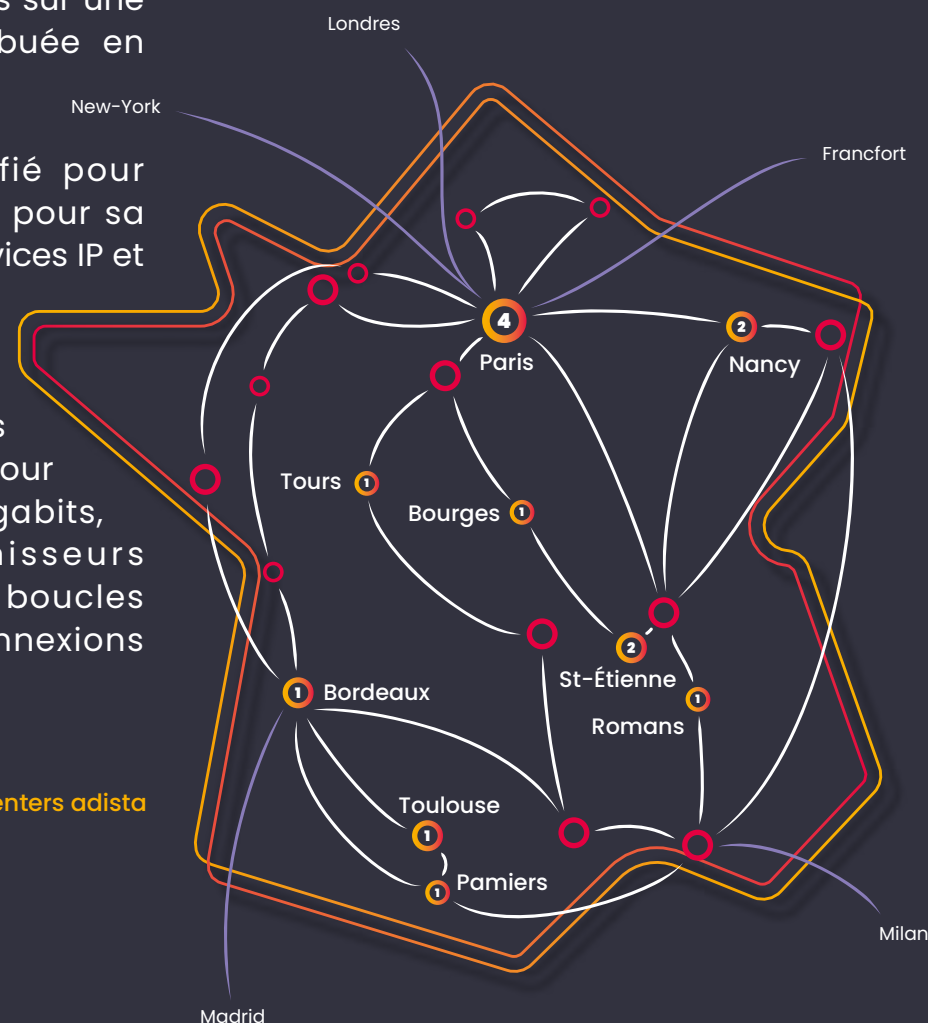 sur une
buée en
fié pour
pour sa
vices IP et
our
gabits,
nisseurs
boucles
nnexions
enters adista
Londres
New-York
Francfort
4
Paris
2
Nancy
Tours
1
Bourges
1
2
St-Étienne
1
Romans
1
Bordeaux
Toulouse
1
1
Pamiers
Milan
Madrid